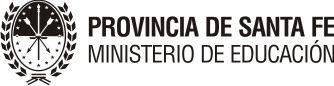 PROVINCIA DE SANTA FE
MINISTERIO DE EDUCACIÓN